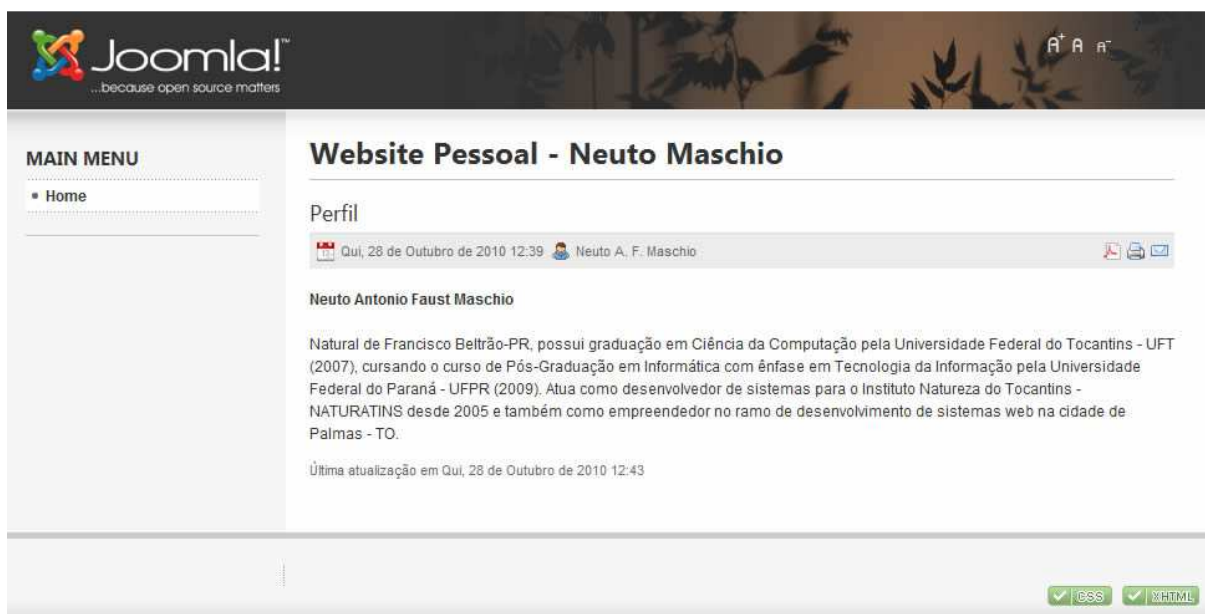 Joomla!™
...because open source matters
A+ A A-
MAIN MENU
Home
Website Pessoal - Neuto Maschio
Perfil
Qui, 28 de Outubro de 2010 12:39 Neuto A. F. Maschio
Neuto Antonio Faust Maschio
Natural de Francisco Beltrão-PR, possui graduação em Ciência da Computação pela Universidade Federal do Tocantins - UFT
(2007), cursando o curso de Pós-Graduação em Informática com ênfase em Tecnologia da Informação pela Universidade
Federal do Paraná - UFPR (2009). Atua como desenvolvedor de sistemas para o Instituto Natureza do Tocantins -
NATURATINS desde 2005 e também como empreendedor no ramo de desenvolvimento de sistemas web na cidade de
Palmas - TO.
Última atualização em Qui, 28 de Outubro de 2010 12:43
CSS XHTML